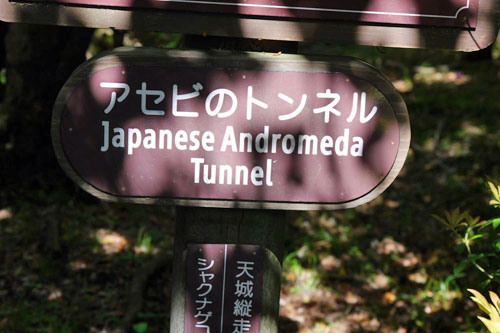 アセビのトンネル
Japanese Andromeda
Tunnel
天城縦走
シャクナゲ